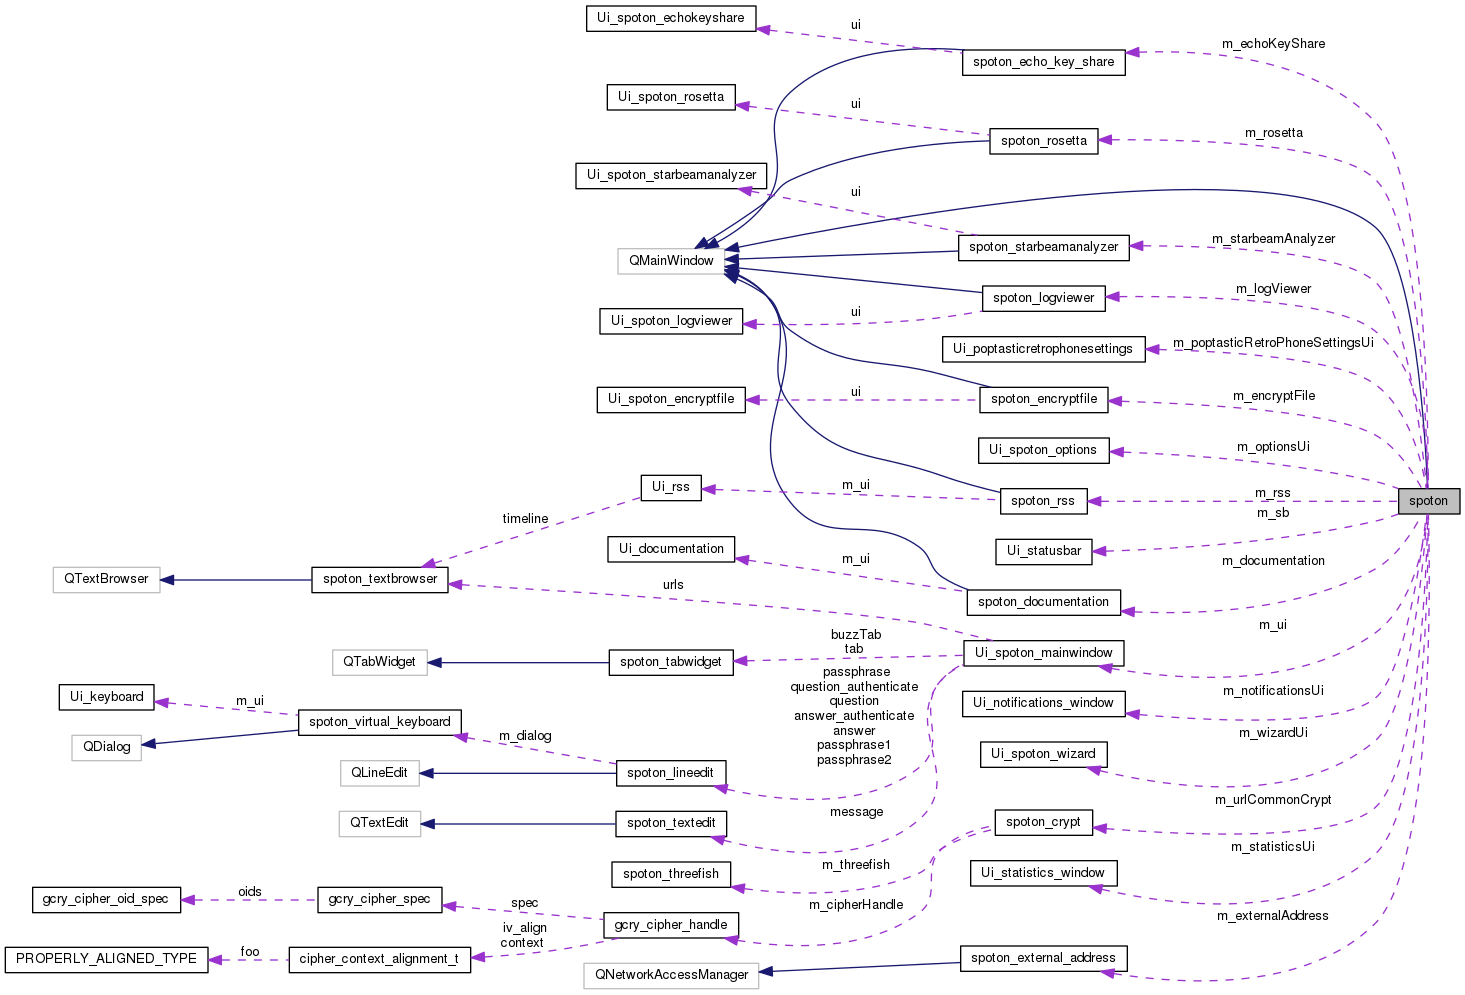 Ui_spoton_echokeyshare
ui
m_echoKeyShare
spoton_echo_key_share
Ui_spoton_rosetta
ui
m_rosetta
spoton_rosetta
Ui_spoton_starbeamanalyzer
ui
m_starbeamAnalyzer
spoton_starbeamanalyzer
QMainWindow
m_logViewer
spoton_logviewer
Ui_spoton_logviewer
ui
m_poptasticRetroPhoneSettingsUi
Ui_poptasticretrophonesettings
Ui_spoton_encryptfile
ui
m_encryptFile
spoton_encryptfile
m_optionsUi
Ui_spoton_options
Ui_rss
m_ui
m_rss
spoton_rss
spoton
m_sb
timeline
Ui_documentation
m_ui
Ui_statusbar
m_documentation
QTextBrowser
spoton_textbrowser
urls
spoton_documentation
m_ui
buzzTab
tab
QTabWidget
spoton_tabwidget
Ui_spoton_mainwindow
passphrase
question_authenticate
question
answer_authenticate
answer
passphrase1
passphrase2
Ui_keyboard
m_ui
m_notificationsUi
Ui_notifications_window
spoton_virtual_keyboard
m_dialog
m_wizardUi
QDialog
Ui_spoton_wizard
QLineEdit
spoton_lineedit
m_urlCommonCrypt
message
QTextEdit
spoton_textedit
spoton_crypt
m_statisticsUi
m_threefish
spoton_threefish
Ui_statistics_window
gcry_cipher_oid_spec
oids
gcry_cipher_spec
spec
m_cipherHandle
m_externalAddress
gcry_cipher_handle
iv_align
context
PROPERLY_ALIGNED_TYPE
foo
cipher_context_alignment_t
spoton_external_address
QNetworkAccessManager